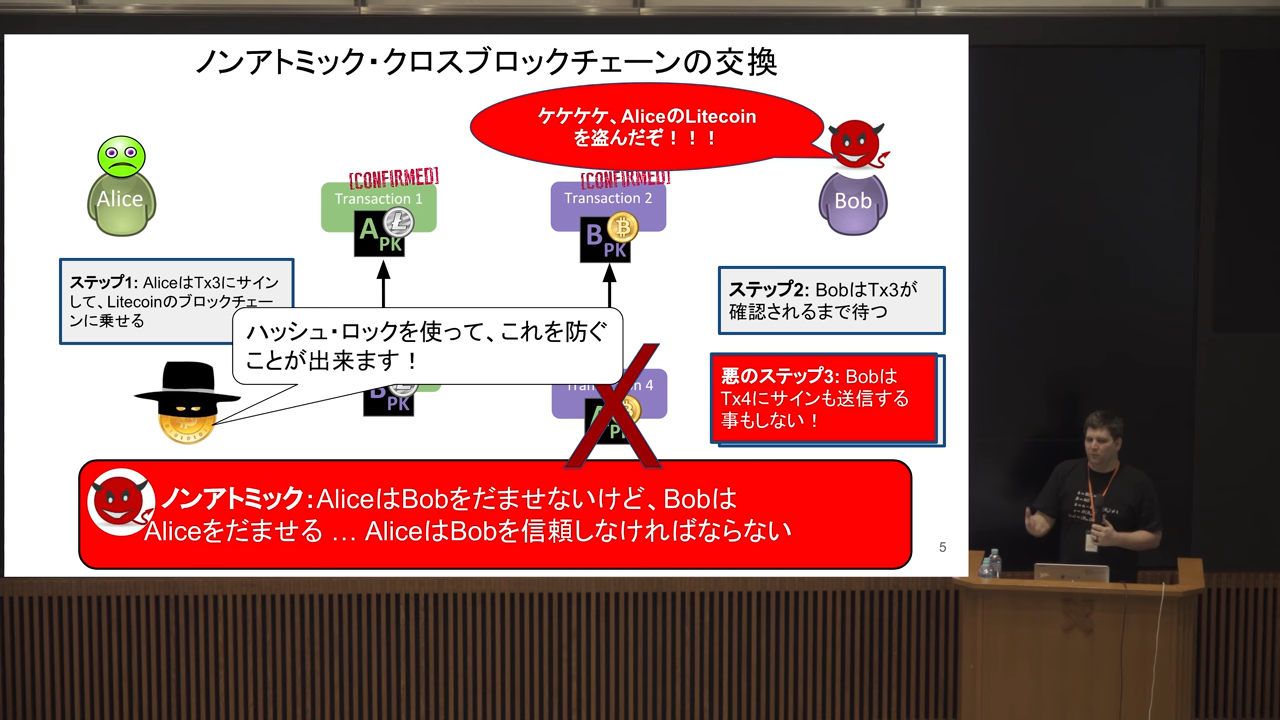 ノンアトミック・クロスブロックチェーンの交換
ケケケケ、AliceのLitecoin
を盗んだぞ！！！
Alice
[CONFIRMED]
Transaction 1
A
PK
[CONFIRMED]
Transaction 2
B
PK
Bob
ステップ1: AliceはTx3にサイン
して、Litecoinのブロックチェー
ンに乗せる
ステップ2: BobはTx3が
確認されるまで待つ
ハッシュ・ロックを使って、これを防ぐ
ことが出来ます！
B
PK
4
悪のステップ3: Bobは
Tx4にサインも送信する
事もしない！
ノンアトミック：AliceはBobをだませないけど、Bobは
Aliceをだませる … AliceはBobを信頼しなければならない
5